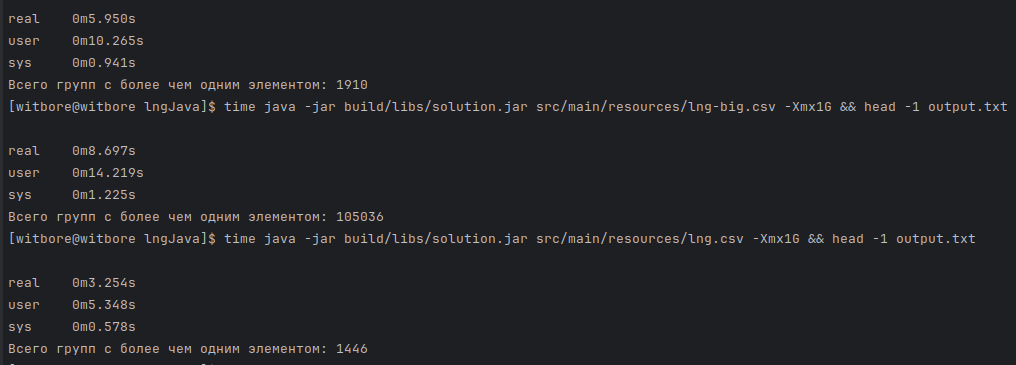 real    0m5.950s
user    0m10.265s
sys     0m0.941s
Всего групп с более чем одним элементом: 1910
[witbore@witbore lngJava]$ time java -jar build/libs/solution.jar src/main/resources/lng-big.csv -Xmx1G && head -1 output.txt
real    0m8.697s
user    0m14.219s
sys     0m1.225s
Всего групп с более чем одним элементом: 105036
[witbore@witbore lngJava]$ time java -jar build/libs/solution.jar src/main/resources/lng.csv -Xmx1G && head -1 output.txt
real    0m3.254s
user    0m5.348s
sys     0m0.578s
Всего групп с более чем одним элементом: 1446